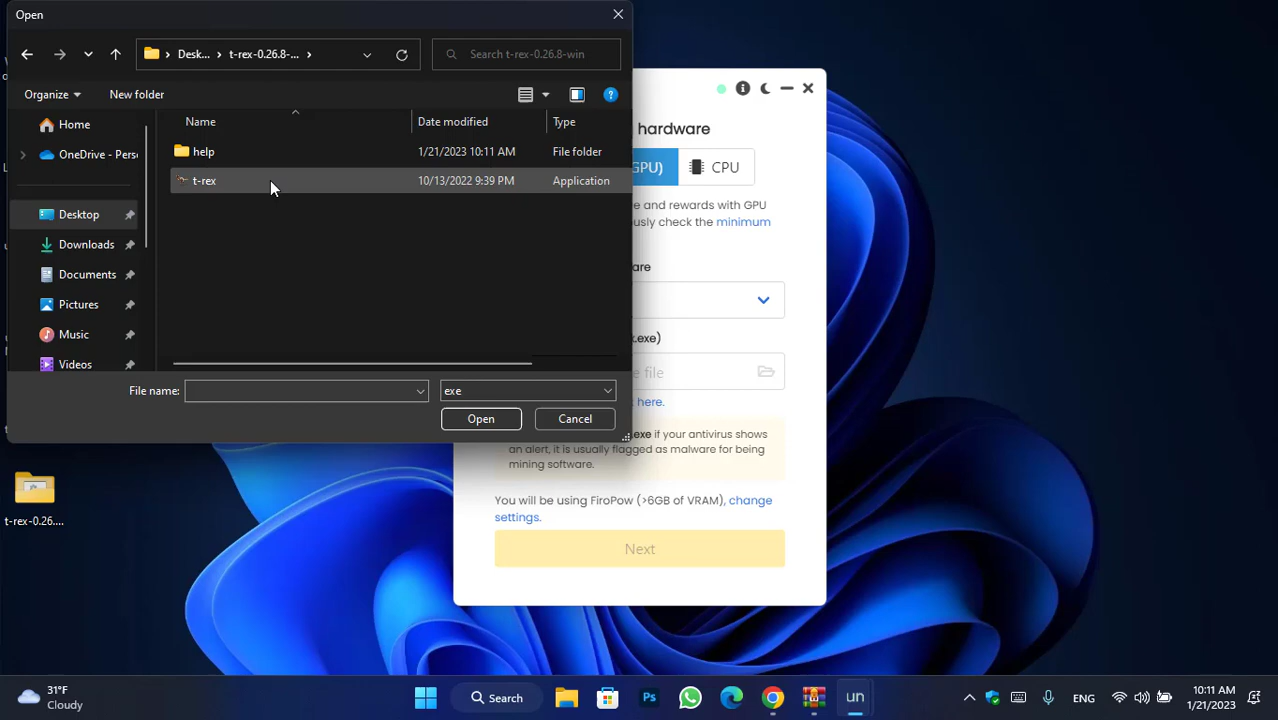 Open
Desk...
t-rex-0.26.8-...
Search t-rex-0.26.8-win
Organize
New folder
Name
Date modified
Type
Home
OneDrive - Pers
Desktop
Downloads
Documents
Pictures
Music
Videos
help
1/21/2023 10:11 AM
File folder
t-rex
10/13/2022 9:39 PM
Application
File name:
exe
Open
Cancel
hardware
GPU)
CPU
e and rewards with GPU
ously check the minimum
are
.exe)
e file
here.
.exe if your antivirus shows
an alert, it is usually flagged as malware for being
mining software.
You will be using FiroPow (>6GB of VRAM), change
settings.
Next
t-rex-0.26....
31°F
Cloudy
Search
Ps
un
ENG
10:11 AM
1/21/2023